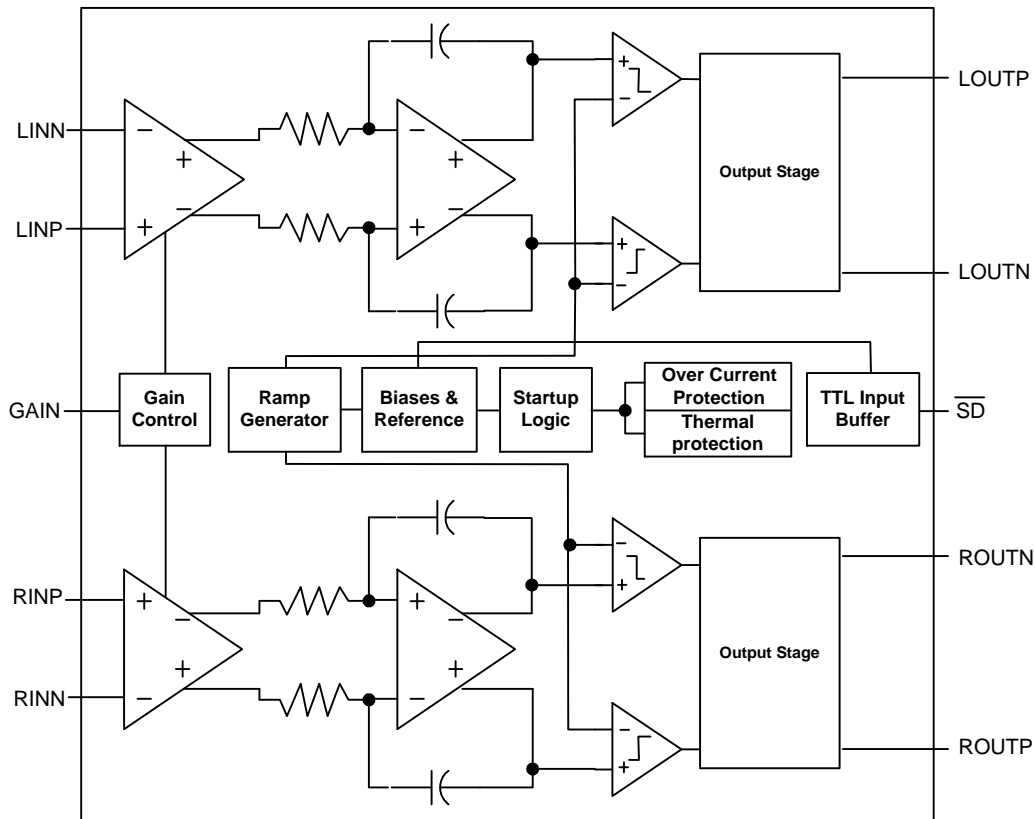 LINN
LINP
−
+
+
−
−
+
+
−
+
−
+
−
Output Stage
LOUTP
LOUTN
GAIN
Gain
Control
Ramp
Generator
Biases &
Reference
Startup
Logic
Over Current
Protection
Thermal
protection
TTL Input
Buffer
SD
RINP
RINN
+
−
−
+
+
−
−
+
−
+
−
+
Output Stage
ROUTN
ROUTP